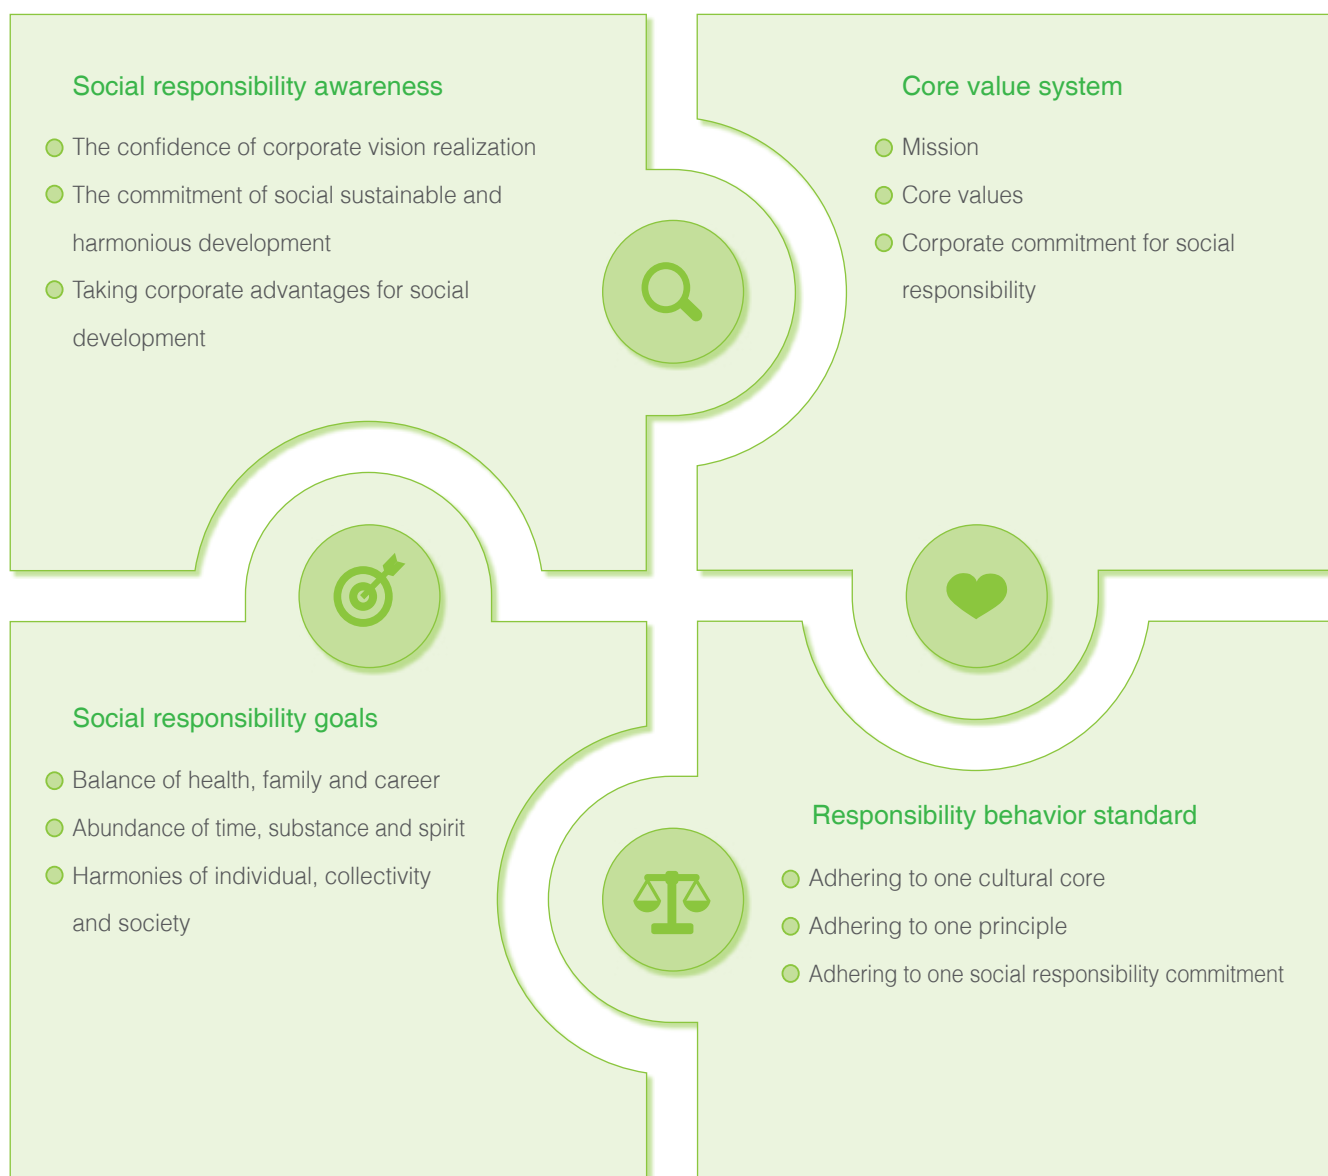 Social responsibility awareness
The confidence of corporate vision realization
The commitment of social sustainable and
harmonious development
Taking corporate advantages for social
development
Core value system
Mission
Core values
Corporate commitment for social
responsibility
Social responsibility goals
Balance of health, family and career
Abundance of time, substance and spirit
Harmonies of individual, collectivity
and society
Responsibility behavior standard
Adhering to one cultural core
Adhering to one principle
Adhering to one social responsibility commitment